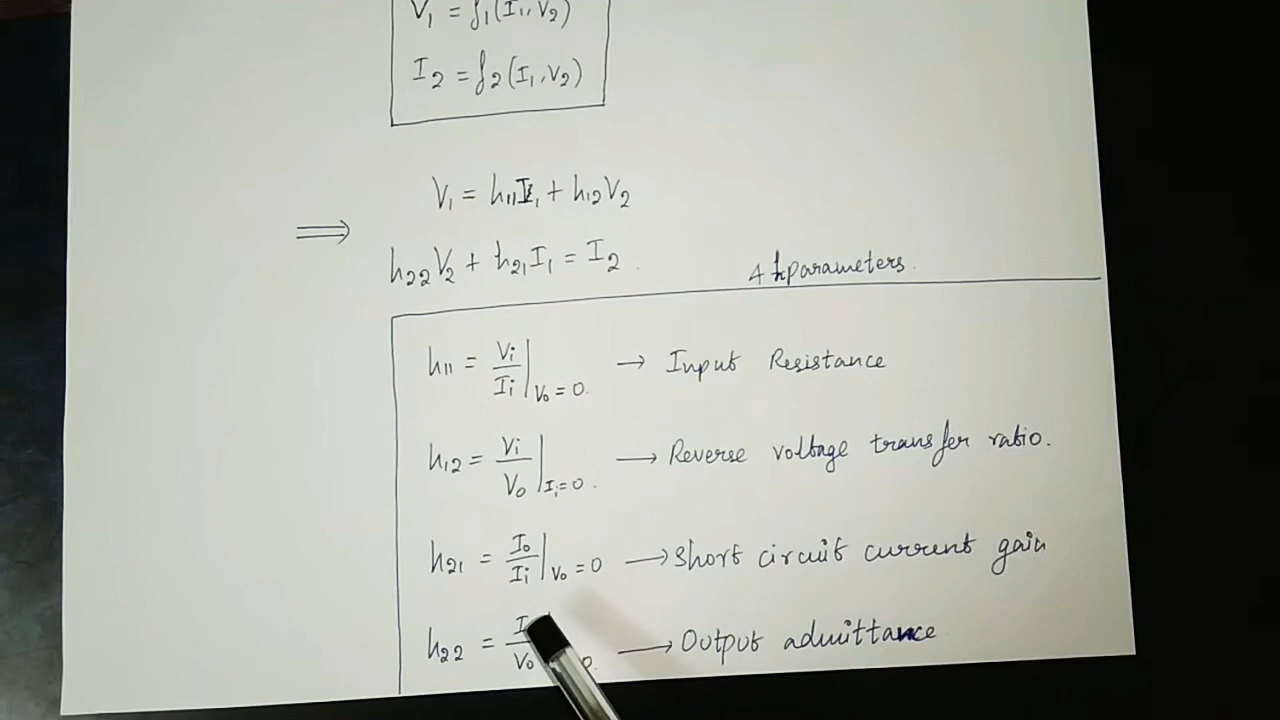 V₁ = f₁(I₁, V₂)
I₂ = f₂(I₁, V₂)
V₁ = h₁₁I₁ + h₁₂V₂
⟹
h₂₂V₂ + h₂₁I₁ = I₂
4 h parameters.
h₁₁ = Vi/Ii |V₀ = 0. → Input Resistance
h₁₂ = Vi/V₀ |Ii = 0. → Reverse voltage transfer ratio.
h₂₁ = I₀/Ii |V₀ = 0 → Short circuit current gain
h₂₂ = I/V₀ 0. → Output admittance